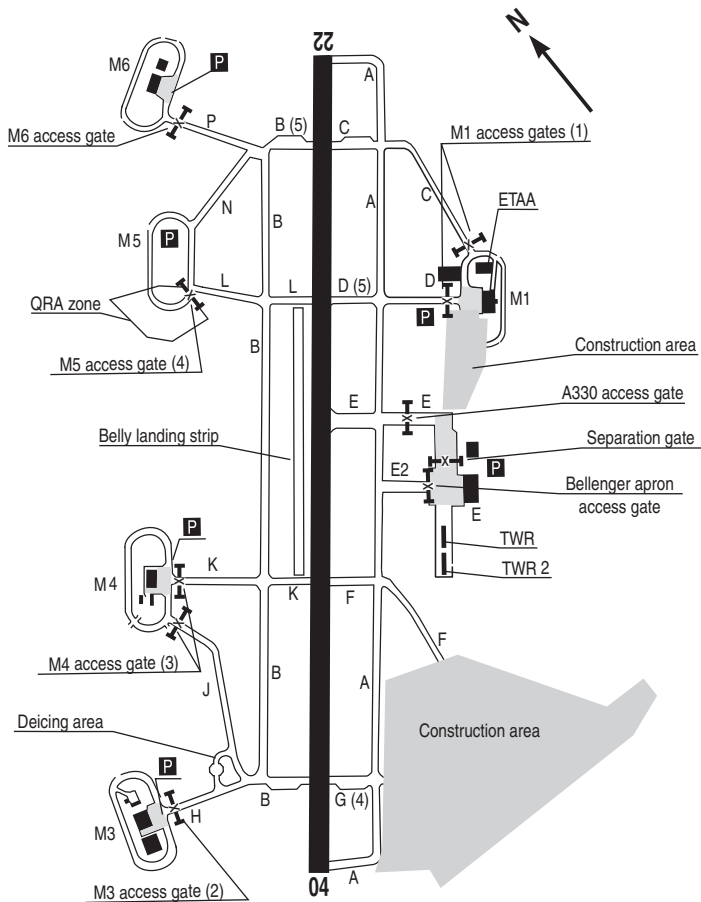 N
22
M6
P
A
P
B (5)
C
M1 access gates (1)
M6 access gate
C
ETAA
N
B
A
M5
P
D
L
L
D (5)
M1
QRA zone
P
B
Construction area
M5 access gate (4)
E
E
A330 access gate
Belly landing strip
Separation gate
P
E2
Bellenger apron
access gate
E
P
TWR
TWR 2
K
M4
K
F
F
M4 access gate (3)
B
A
J
Deicing area
Construction area
P
B
G (4)
H
M3
04
A
M3 access gate (2)